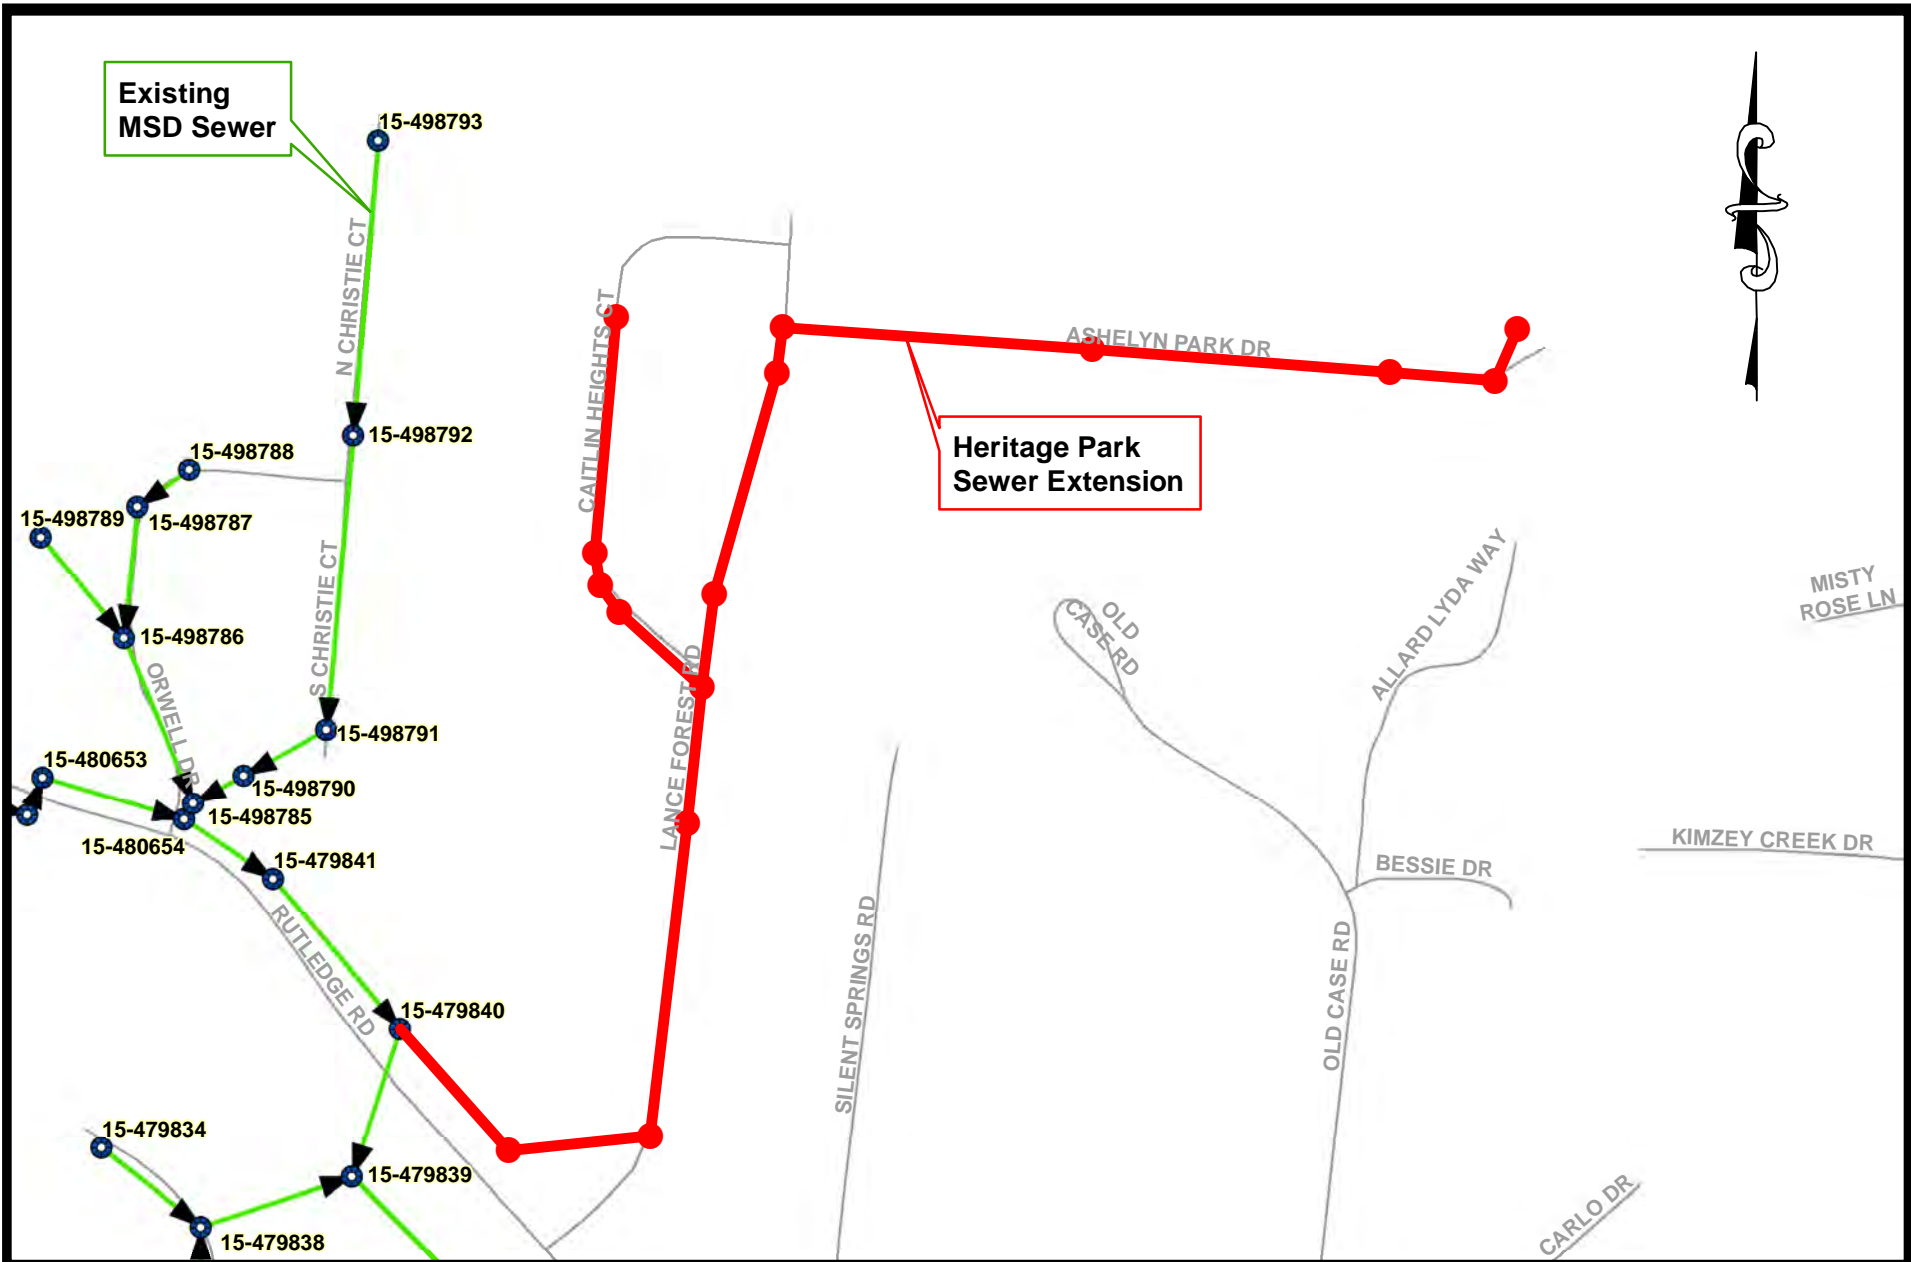 Existing
MSD Sewer
15-498793
N CHRISTIE CT
CAITLIN HEIGHTS CT
ASHELYN PARK DR
15-498792
Heritage Park
Sewer Extension
15-498788
15-498789
15-498787
S CHRISTIE CT
ALLARD LYDA WAY
MISTY
ROSE LN
OLD
CASE RD
15-498786
ORWELL DR
LANCE FOREST RD
15-498791
15-480653
15-498790
15-498785
15-480654
15-479841
KIMZEY CREEK DR
BESSIE DR
RUTLEDGE RD
SILENT SPRINGS RD
OLD CASE RD
15-479840
15-479834
15-479839
15-479838
CARLO DR